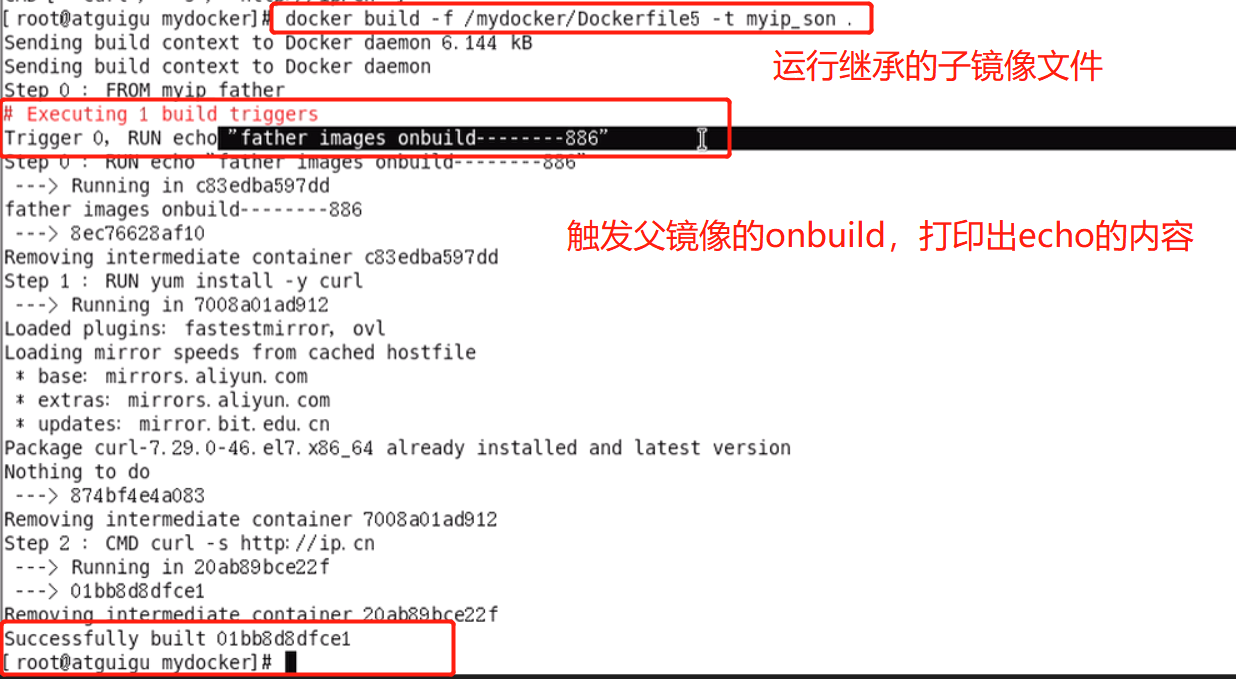 [root@atguigu mydocker]# docker build -f /mydocker/Dockerfile5 -t myip_son .
Sending build context to Docker daemon 6.144 kB
Sending build context to Docker daemon
运行继承的子镜像文件
Step 0 : FROM myip_father
# Executing 1 build triggers
Trigger 0, RUN echo "father images onbuild--------886"
Step 0 : RUN echo "father images onbuild--------886"
---> Running in c83edba597dd
father images onbuild--------886
---> 8ec76628af10
触发父镜像的onbuild，打印出echo的内容
Removing intermediate container c83edba597dd
Step 1 : RUN yum install -y curl
---> Running in 7008a01ad912
Loaded plugins: fastestmirror, ovl
Loading mirror speeds from cached hostfile
* base: mirrors.aliyun.com
* extras: mirrors.aliyun.com
* updates: mirror.bit.edu.cn
Package curl-7.29.0-46.el7.x86_64 already installed and latest version
Nothing to do
---> 874bf4e4a083
Removing intermediate container 7008a01ad912
Step 2 : CMD curl -s http://ip.cn
---> Running in 20ab89bce22f
---> 01bb8d8dfce1
Removing intermediate container 20ab89bce22f
Successfully built 01bb8d8dfce1
[root@atguigu mydocker]#